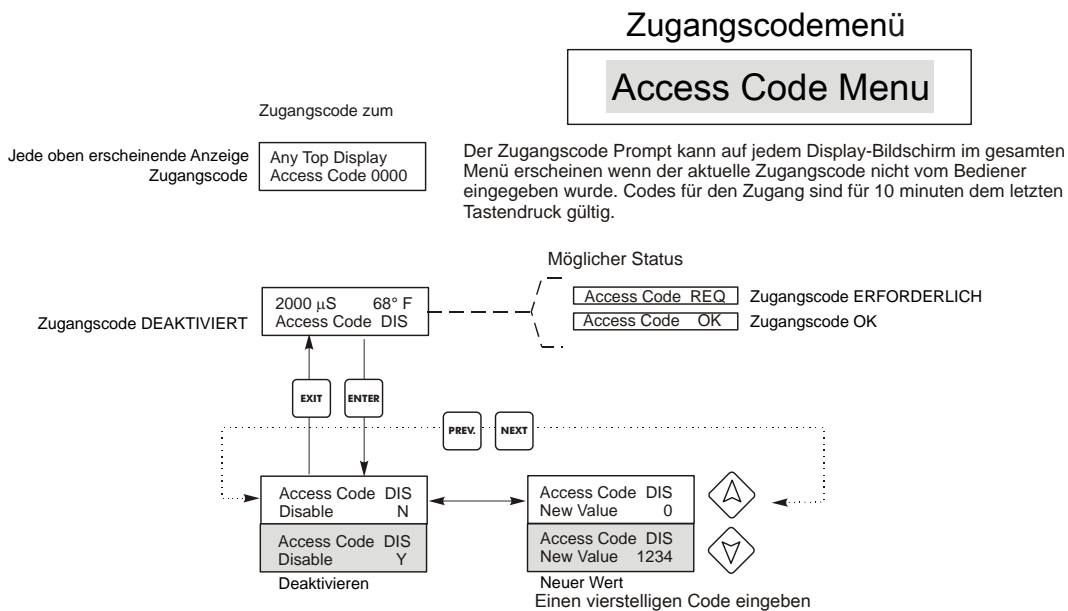 Zugangscodemenü
Access Code Menu
Zugangscode zum
Jede oben erscheinende Anzeige
Zugangscode
Any Top Display
Access Code 0000
Der Zugangscode Prompt kann auf jedem Display-Bildschirm im gesamten
Menü erscheinen wenn der aktuelle Zugangscode nicht vom Bediener
eingegeben wurde. Codes für den Zugang sind für 10 minuten dem letzten
Tastendruck gültig.
Möglicher Status
Zugangscode DEAKTIVIERT
2000 µS 68° F
Access Code DIS
Access Code REQ Zugangscode ERFORDERLICH
Access Code OK Zugangscode OK
EXIT ENTER
PREV. NEXT
Access Code DIS
Disable N
Access Code DIS
Disable Y
Deaktivieren
Access Code DIS
New Value 0
Access Code DIS
New Value 1234
Neuer Wert
Einen vierstelligen Code eingeben